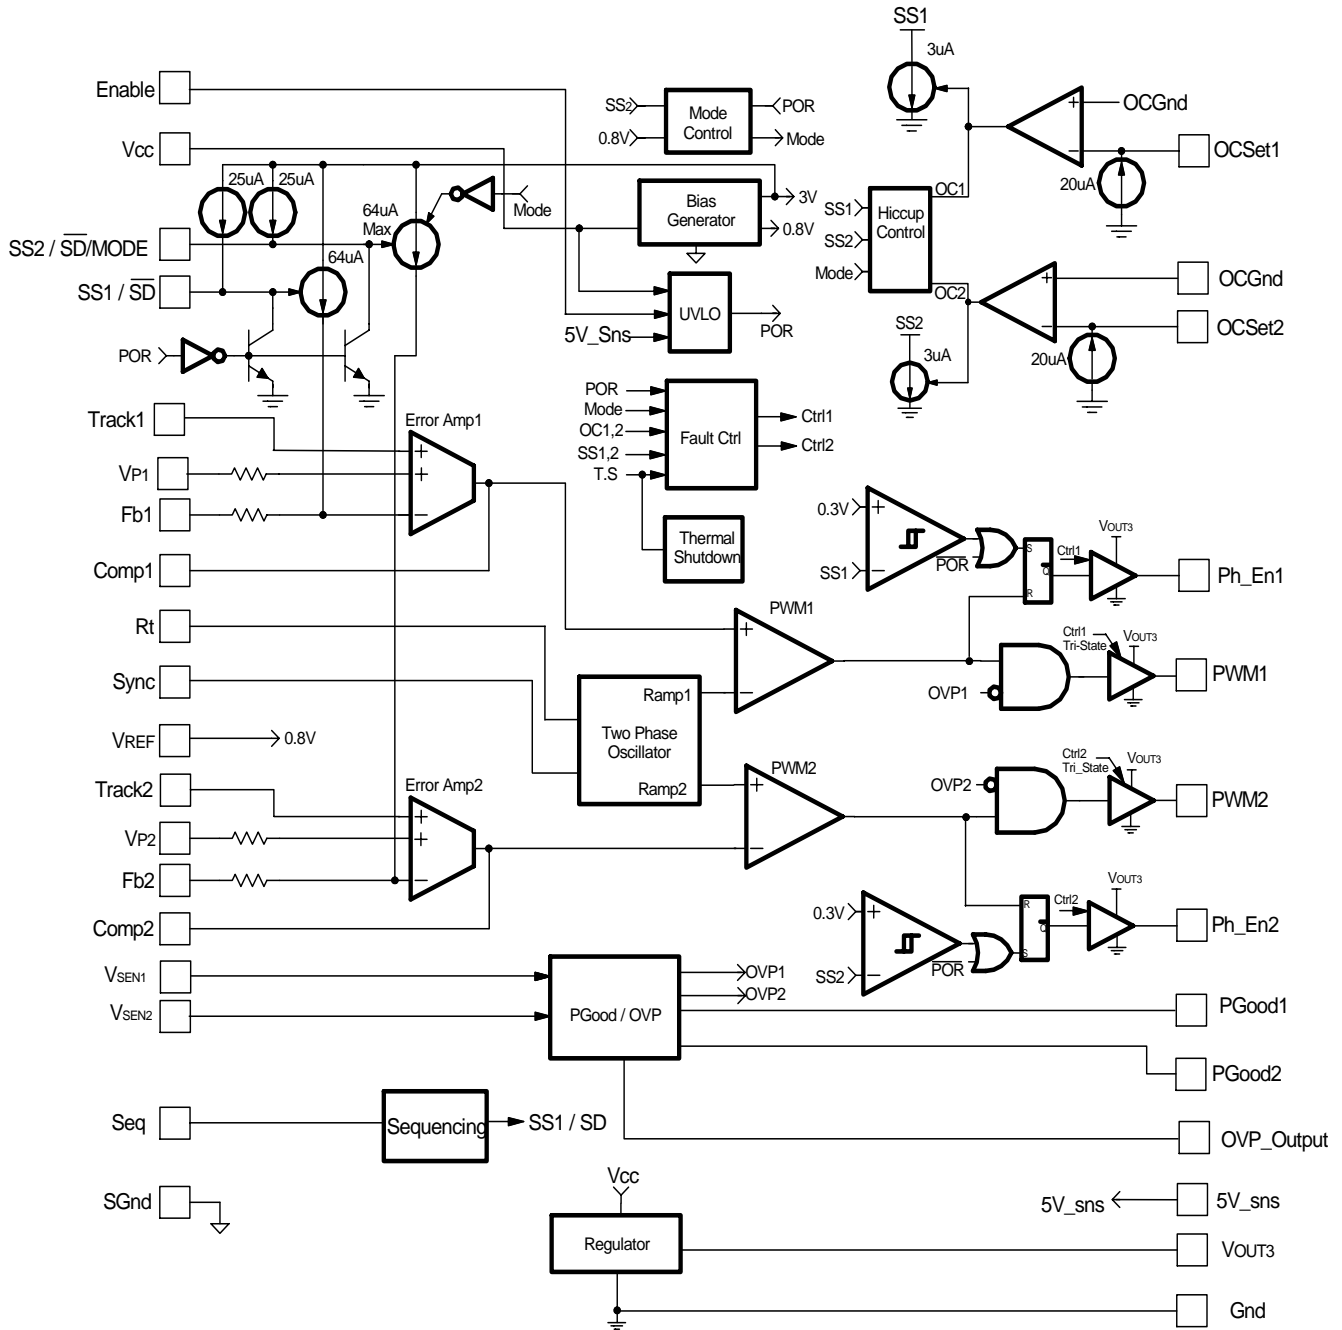 SS1
3uA
Enable
SS2
POR
0.8V
Mode
Mode
Control
OCGnd
Vcc
OCSet1
25uA
25uA
20uA
64uA
Max
Mode
Bias
Generator
3V
0.8V
OC1
SS1
SS2
Mode
Hiccup
Control
SS2 / SD/MODE
64uA
SS1 / SD
UVLO
5V_Sns
POR
OC2
OCGnd
OCSet2
SS2
3uA
20uA
POR
Track1
Error Amp1
POR
Mode
OC1,2
SS1,2
T.S
Fault Ctrl
Ctrl1
Ctrl2
VP1
Fb1
Thermal
Shutdown
0.3V
SS1
POR
S
Q
R
Ctrl1
VOUT3
Ph_En1
Comp1
Rt
PWM1
Ctrl1
Tri-State
VOUT3
PWM1
OVP1
Sync
Ramp1
Two Phase
Oscillator
Ramp2
VREF
0.8V
PWM2
OVP2
Ctrl2
Tri_State
VOUT3
PWM2
Track2
Error Amp2
VP2
Fb2
Comp2
0.3V
SS2
POR
R
Q
S
Ctrl2
VOUT3
Ph_En2
VSEN1
VSEN2
PGood / OVP
OVP1
OVP2
PGood1
PGood2
Seq
Sequencing
SS1 / SD
OVP_Output
SGnd
Vcc
5V_sns
5V_sns
Regulator
VOUT3
Gnd